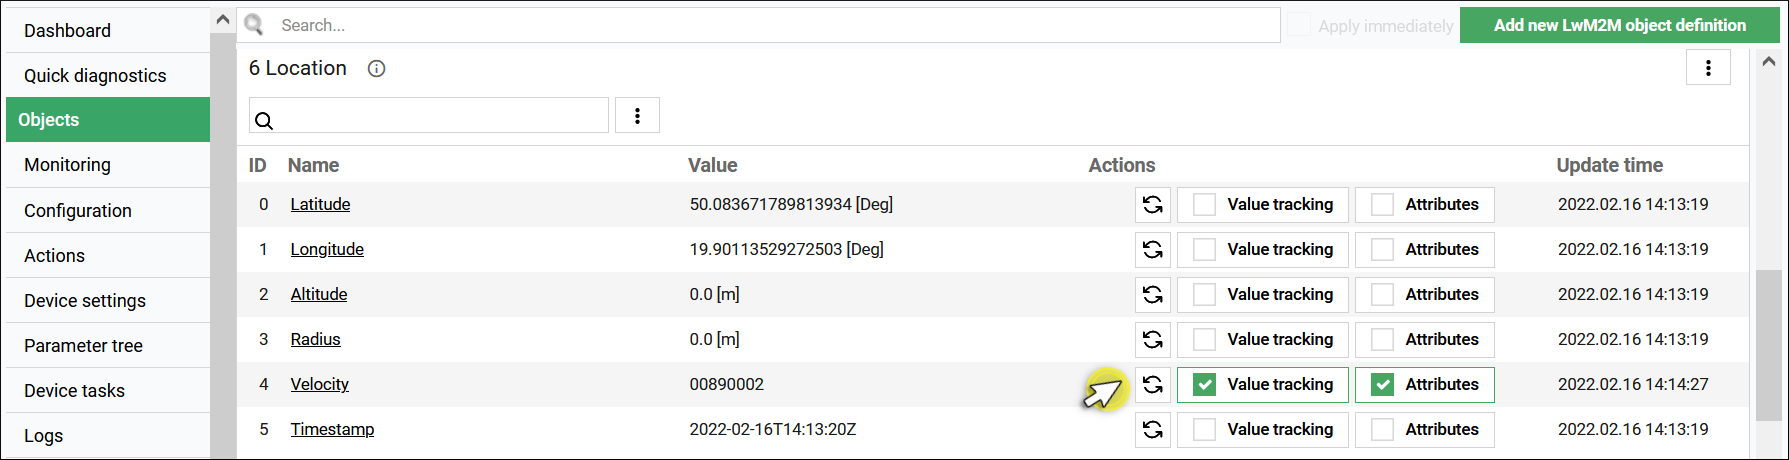 Dashboard
Quick diagnostics
Objects
Monitoring
Configuration
Actions
Device settings
Parameter tree
Device tasks
Logs
Search...
Apply immediately
Add new LwM2M object definition
6 Location
ID Name Value Actions Update time
0 Latitude 50.083671789813934 [Deg] Value tracking Attributes 2022.02.16 14:13:19
1 Longitude 19.90113529272503 [Deg] Value tracking Attributes 2022.02.16 14:13:19
2 Altitude 0.0 [m] Value tracking Attributes 2022.02.16 14:13:19
3 Radius 0.0 [m] Value tracking Attributes 2022.02.16 14:13:19
4 Velocity 00890002 Value tracking Attributes 2022.02.16 14:14:27
5 Timestamp 2022-02-16T14:13:20Z Value tracking Attributes 2022.02.16 14:13:19